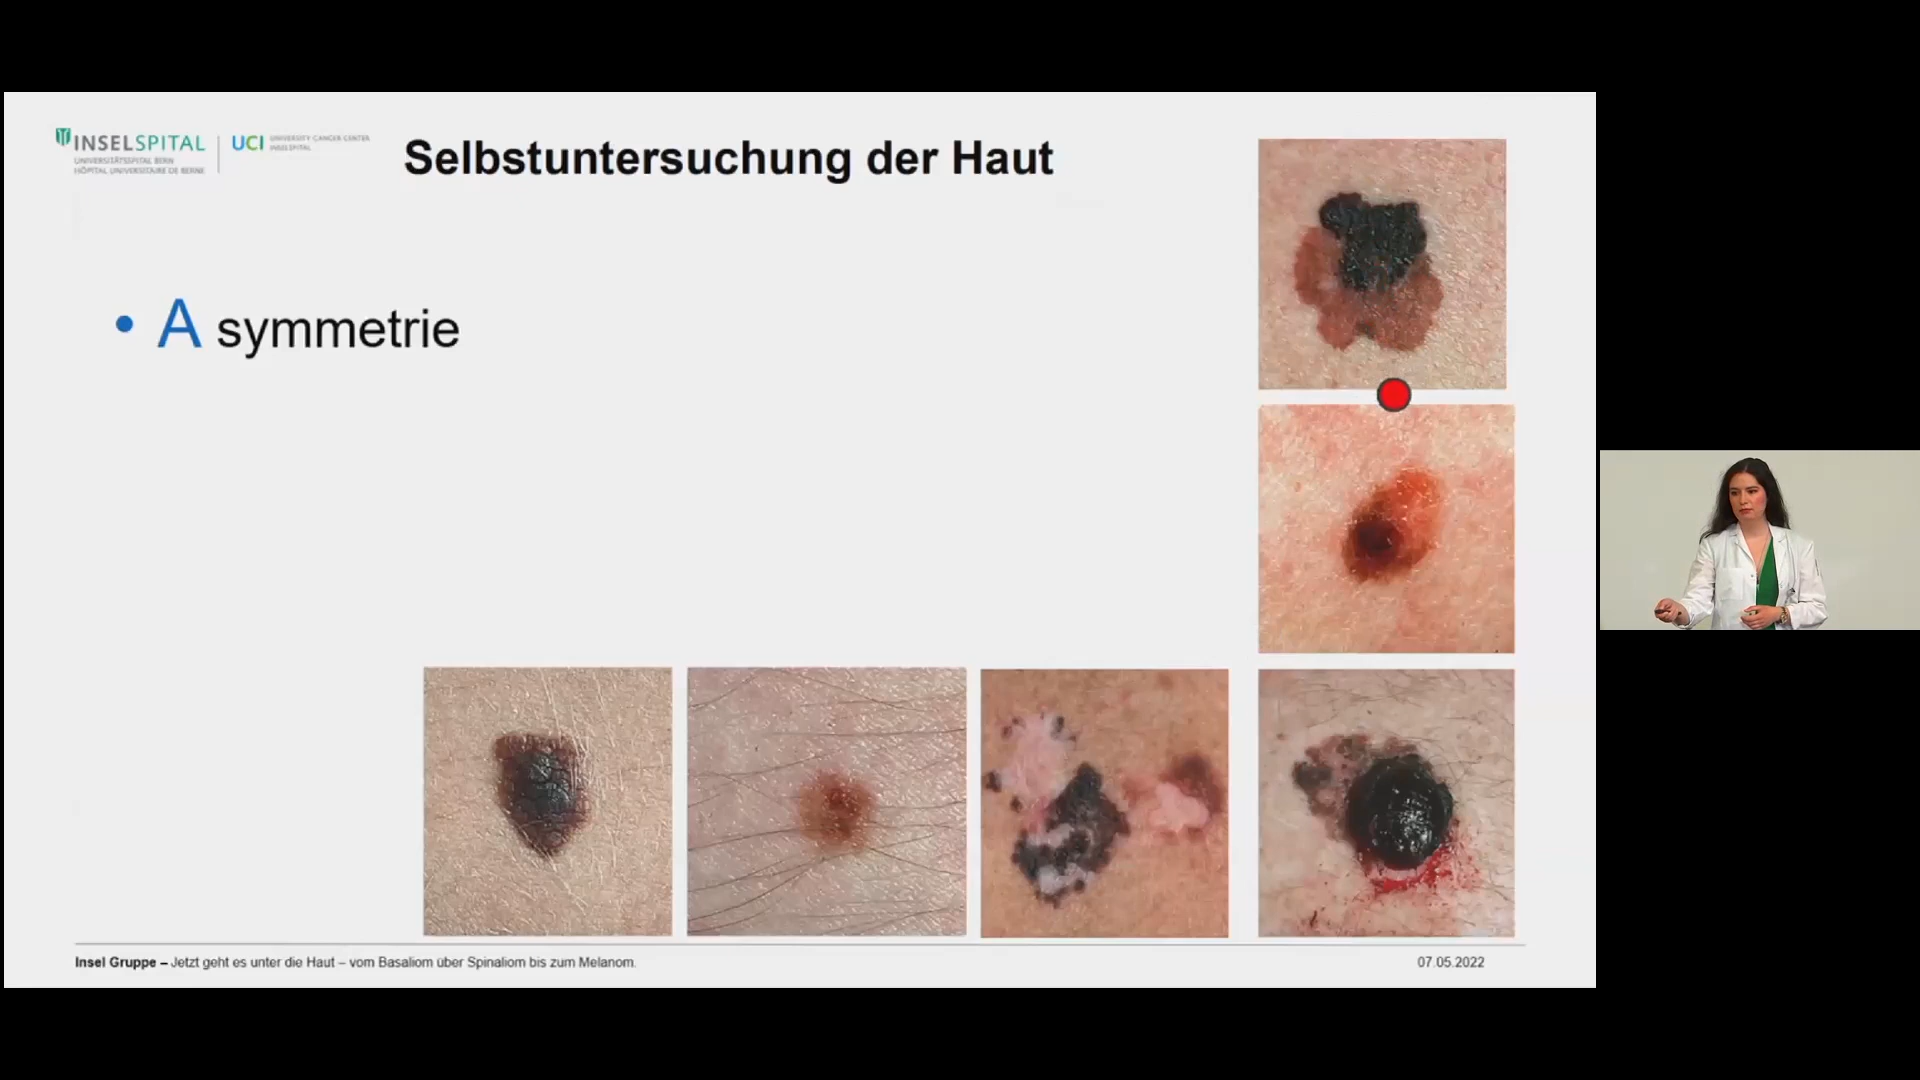 INSELSPITAL
UNIVERSITÄTSSPITAL BERN
HÔPITAL UNIVERSITAIRE DE BERNE
UCI UNIVERSITY CANCER CENTER
INSELSPITAL
Selbstuntersuchung der Haut
• A symmetrie
Insel Gruppe – Jetzt geht es unter die Haut – vom Basaliom über Spinaliom bis zum Melanom.
07.05.2022